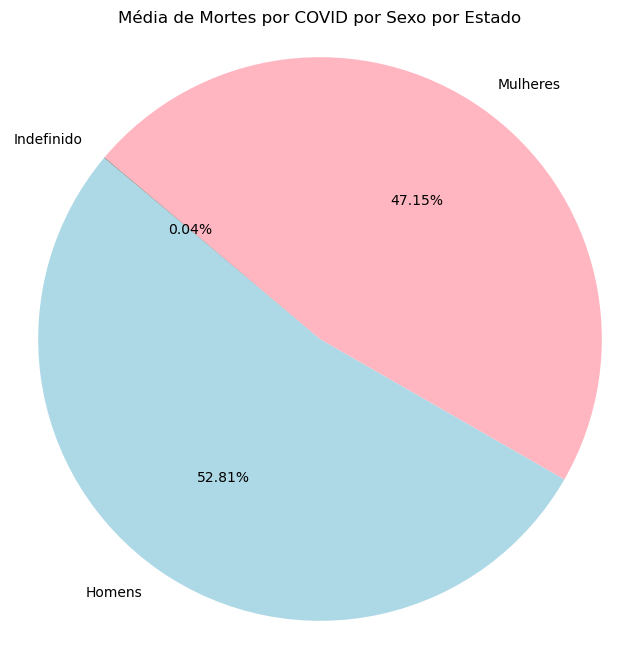 Média de Mortes por COVID por Sexo por Estado
Mulheres
Indefinido
47.15%
0.04%
52.81%
Homens